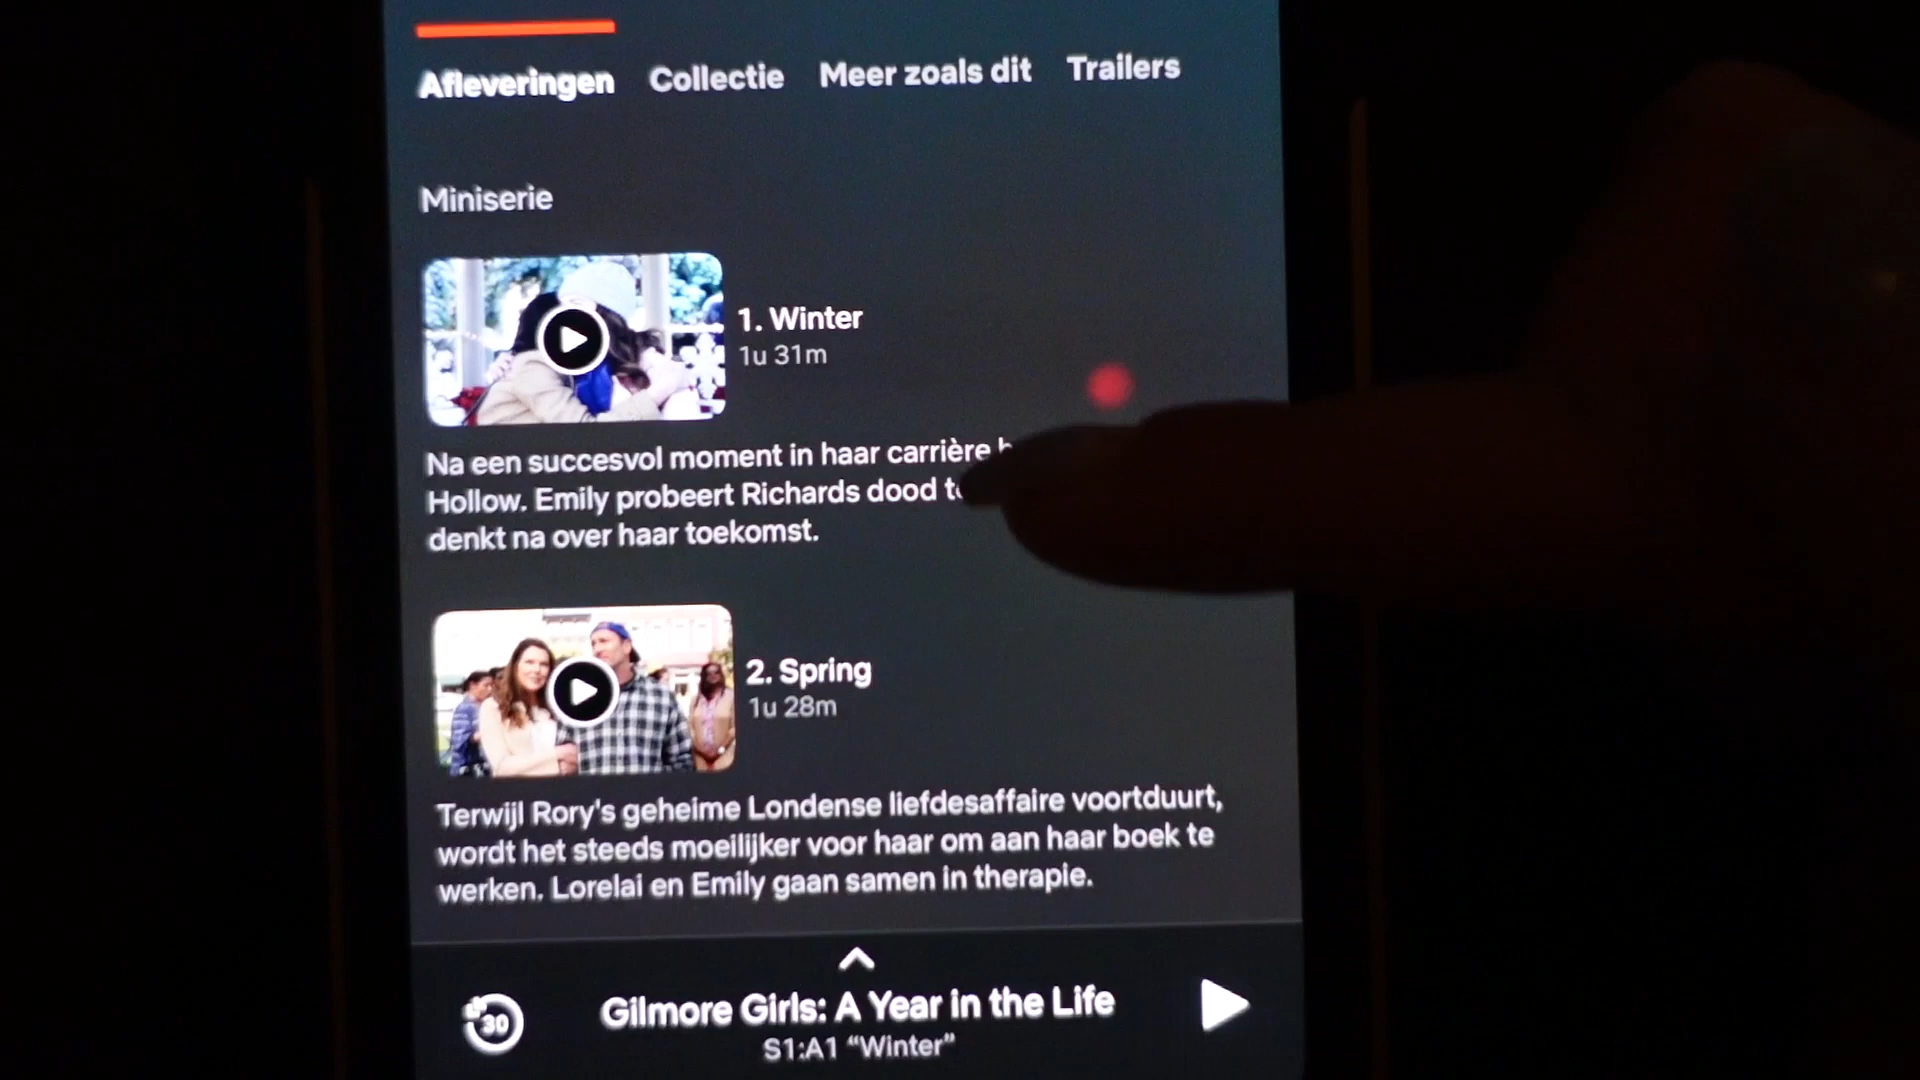 Afleveringen Collectie Meer zoals dit Trailers
Miniserie
1. Winter
1u 31m
Na een succesvol moment in haar carrière
Hollow. Emily probeert Richards dood
denkt na over haar toekomst.
2. Spring
1u 28m
Terwijl Rory's geheime Londense liefdesaffaire voortduurt,
wordt het steeds moeilijker voor haar om aan haar boek te
werken. Lorelai en Emily gaan samen in therapie.
30
Gilmore Girls: A Year in the Life
S1:A1 “Winter”